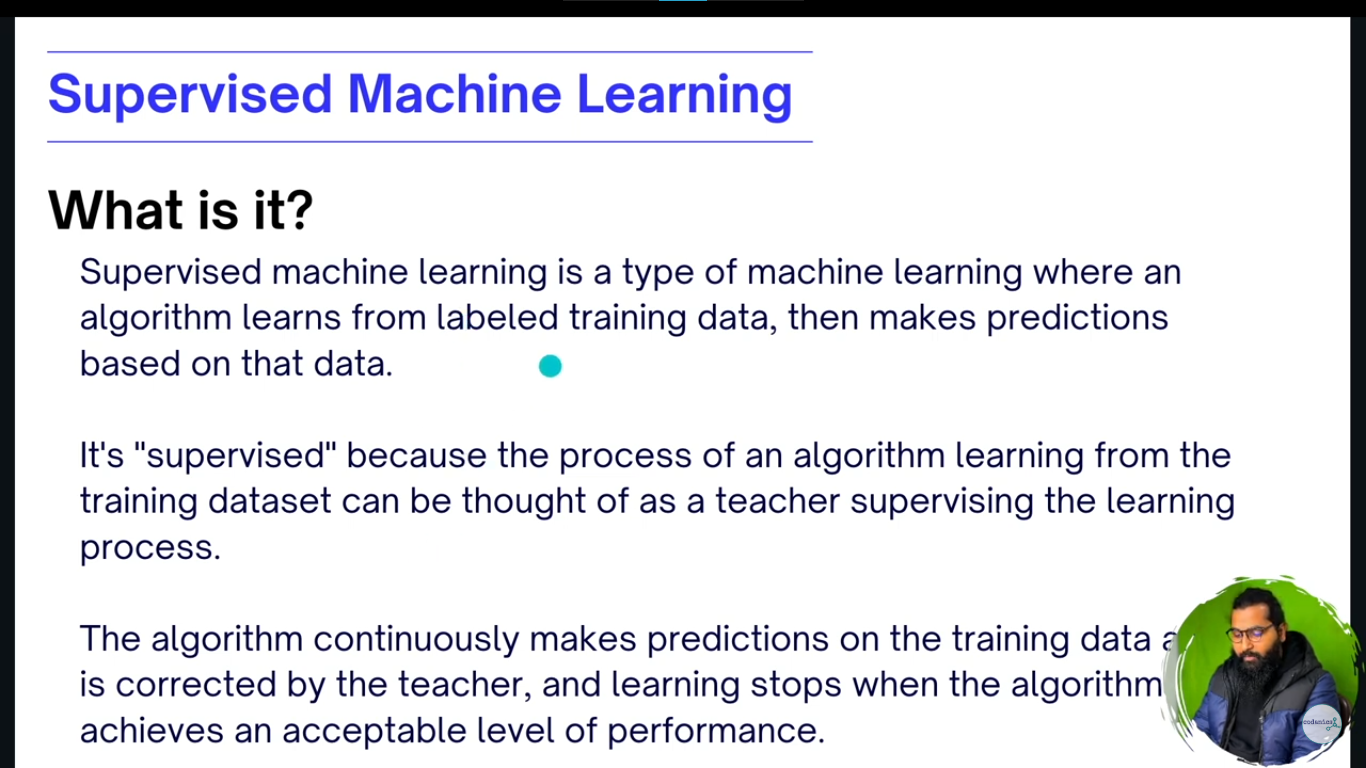 Supervised Machine Learning
What is it?
Supervised machine learning is a type of machine learning where an
algorithm learns from labeled training data, then makes predictions
based on that data.
It's "supervised" because the process of an algorithm learning from the
training dataset can be thought of as a teacher supervising the learning
process.
The algorithm continuously makes predictions on the training data
is corrected by the teacher, and learning stops when the algorithm
achieves an acceptable level of performance.
codanics